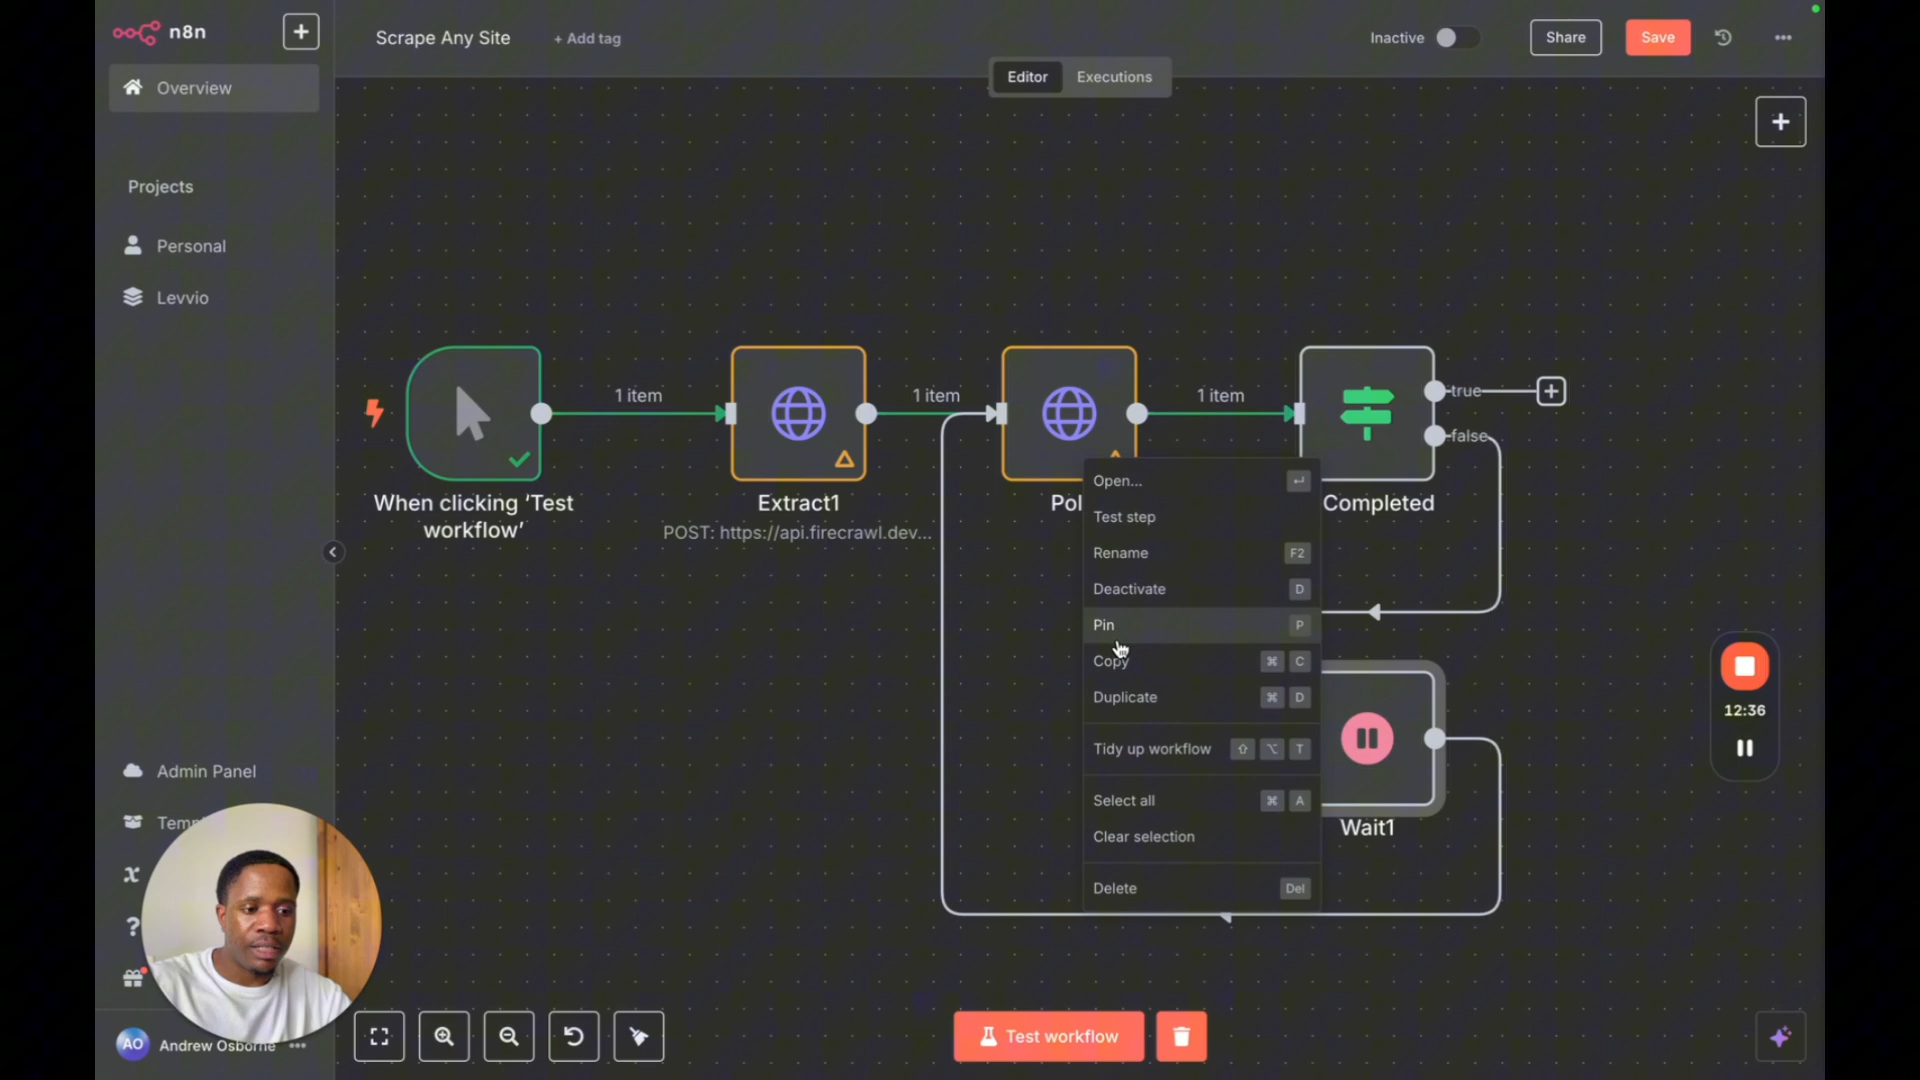 n8n
Overview
Projects
Personal
Levvio
Admin Panel
?
AO
Andrew Osborne
Scrape Any Site
+ Add tag
Inactive
Share
Save
Editor
Executions
1 item
1 item
1 item
true
false
When clicking ‘Test
workflow’
Extract1
POST: https://api.firecrawl.dev...
Completed
Wait1
Open...
Test step
Rename F2
Deactivate D
Pin P
Copy ⌘ C
Duplicate ⌘ D
Tidy up workflow ⇧ ⌥ T
Select all ⌘ A
Clear selection
Delete Del
12:36
Test workflow